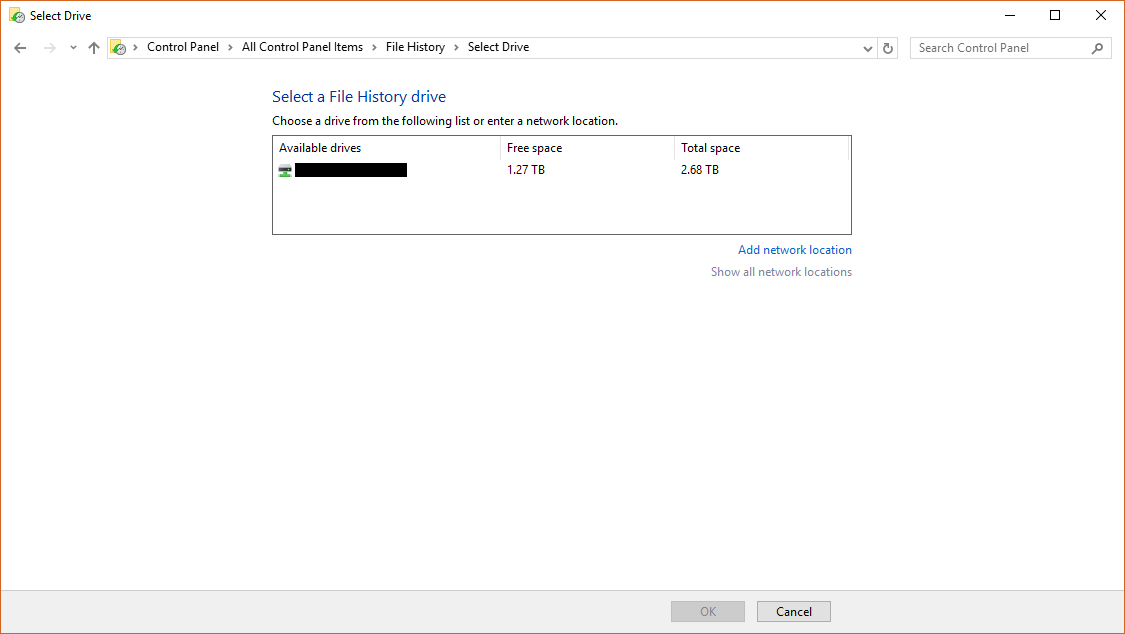 Select Drive
Control Panel > All Control Panel Items > File History > Select Drive
Search Control Panel
Select a File History drive
Choose a drive from the following list or enter a network location.
Available drives Free space Total space
1.27 TB 2.68 TB
Add network location
Show all network locations
OK Cancel